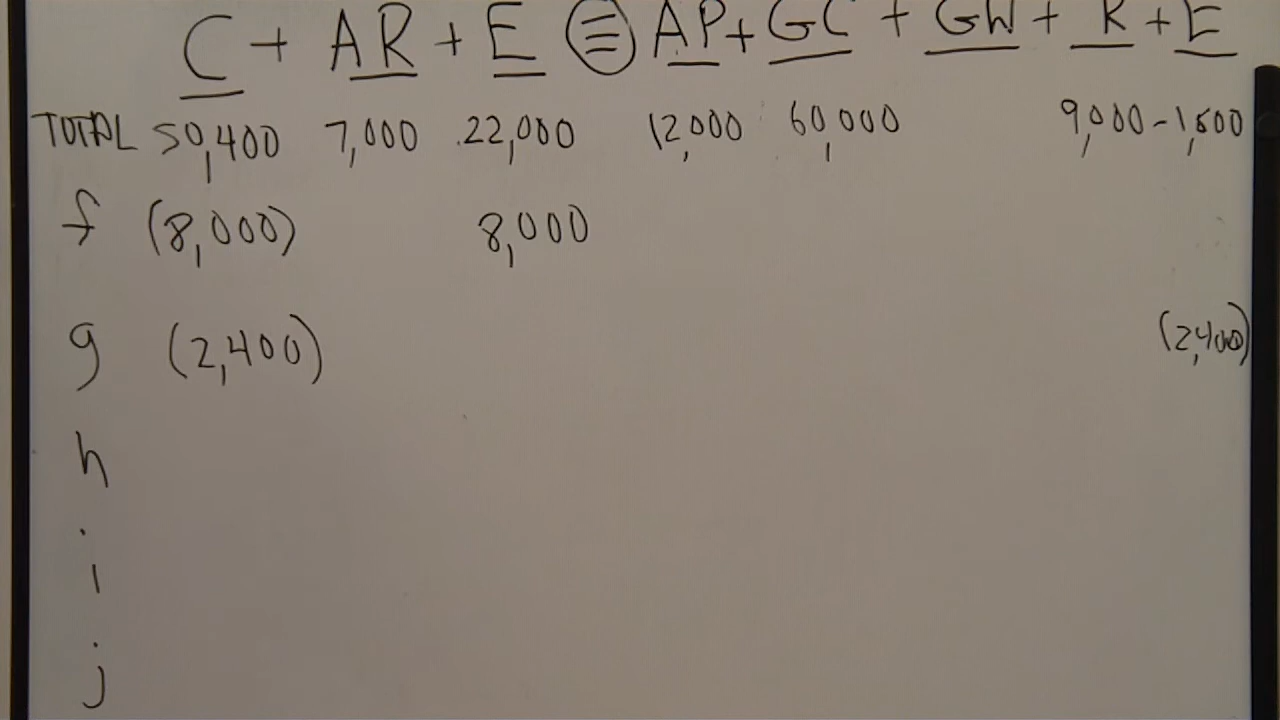 C + AR + E = AP + GC + GW + R + E
TOTAL 50,400 7,000 22,000 12,000 60,000 9,000 - 1,600
f (8,000) 8,000
g (2,400) (2,400)
h
i
j